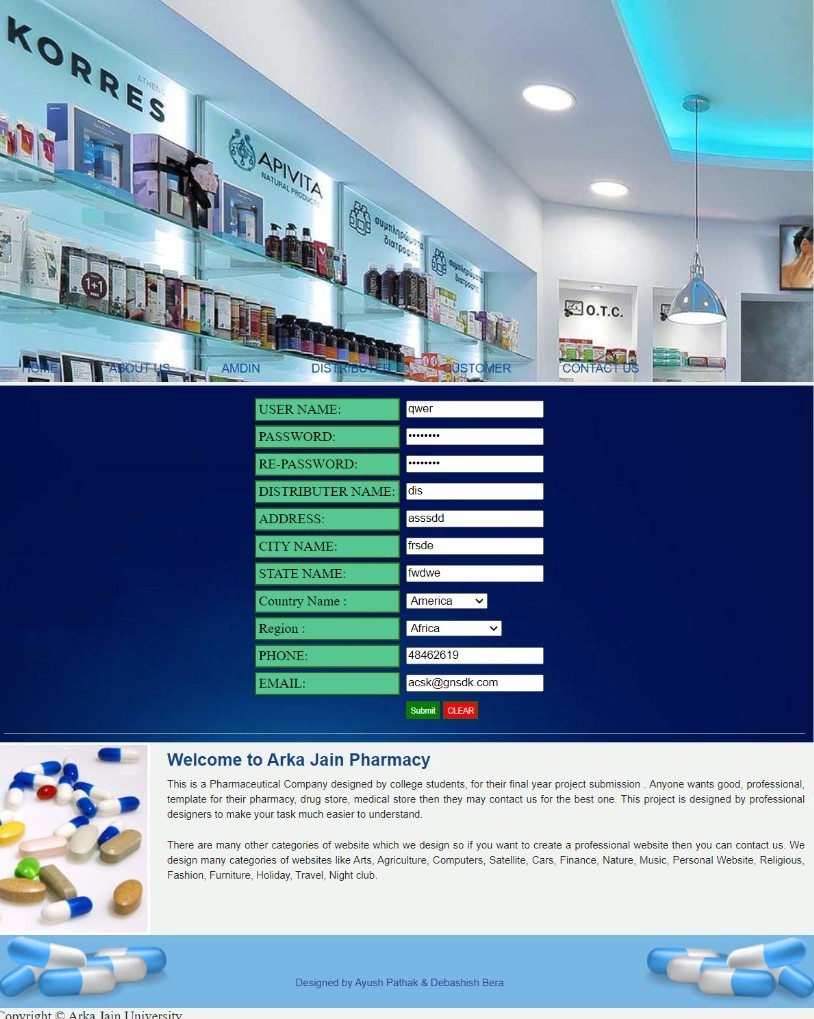 KORRES
ATHENS
APIVITA
NATURAL PRODUCTS
συμπληρώματα
διατροφής
συμπληρώματα
διατροφής
1+1
O.T.C.
HOME ABOUT US AMDIN DISTRIBUTER CUSTOMER CONTACT US
USER NAME: qwer
PASSWORD: ••••••••
RE-PASSWORD: ••••••••
DISTRIBUTER NAME: dis
ADDRESS: asssdd
CITY NAME: frsde
STATE NAME: fwdwe
Country Name : America
Region : Africa
PHONE: 48462619
EMAIL: acsk@gnsdk.com
Submit CLEAR
Welcome to Arka Jain Pharmacy
This is a Pharmaceutical Company designed by college students, for their final year project submission . Anyone wants good, professional,
template for their pharmacy, drug store, medical store then they may contact us for the best one. This project is designed by professional
designers to make your task much easier to understand.
There are many other categories of website which we design so if you want to create a professional website then you can contact us. We
design many categories of websites like Arts, Agriculture, Computers, Satellite, Cars, Finance, Nature, Music, Personal Website, Religious,
Fashion, Furniture, Holiday, Travel, Night club.
Designed by Ayush Pathak & Debashish Bera
Copyright © Arka Jain University